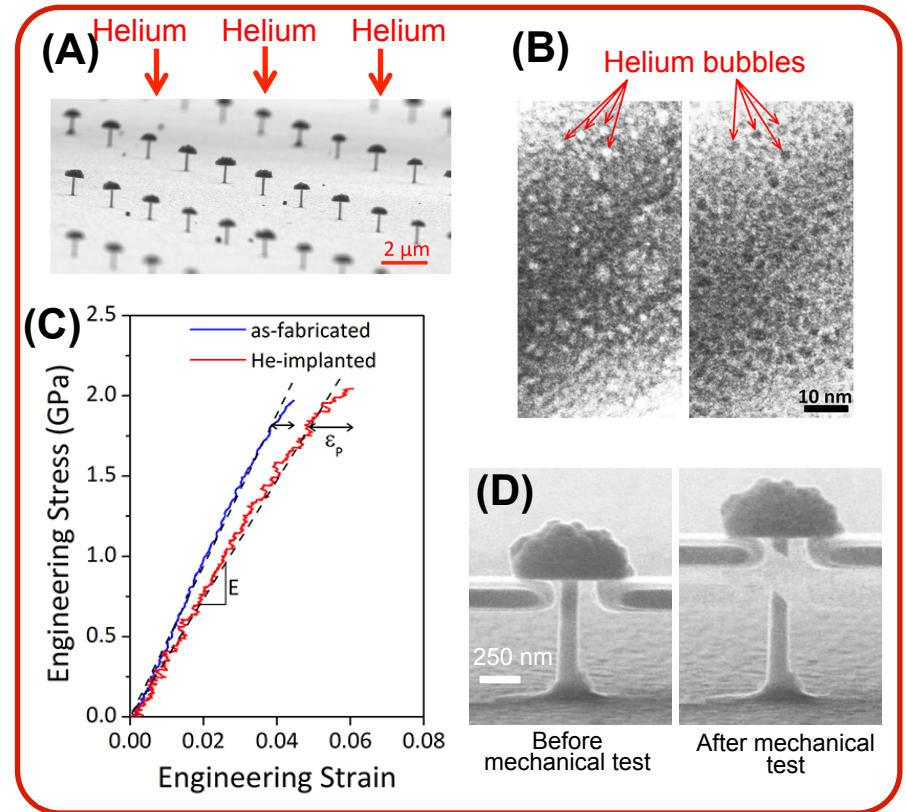 (A)
Helium Helium Helium
2 µm
(B)
Helium bubbles
10 nm
(C)
2.5
2.0
1.5
1.0
0.5
0.0
Engineering Stress (GPa)
as-fabricated
He-implanted
εP
E
0.00 0.02 0.04 0.06 0.08
Engineering Strain
(D)
250 nm
Before
mechanical test
After mechanical
test